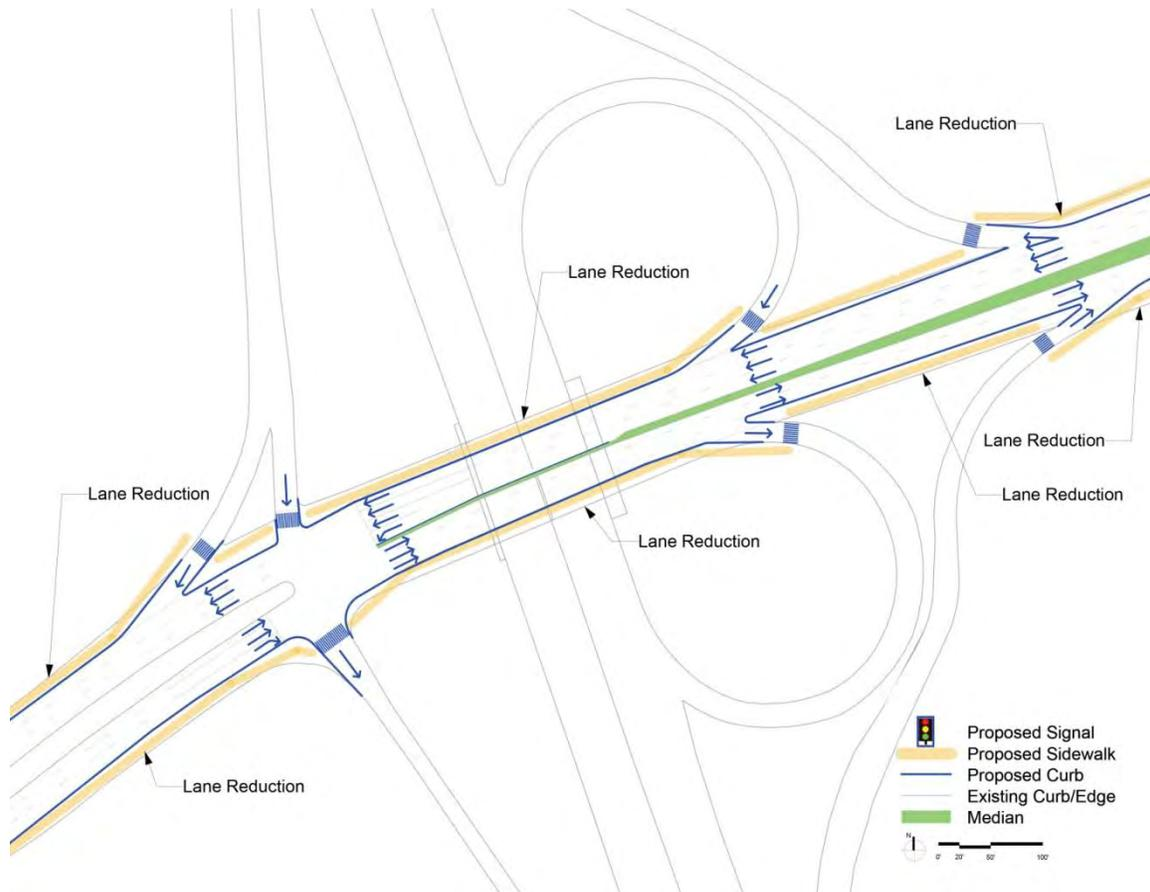 Lane Reduction
Lane Reduction
Lane Reduction
Lane Reduction
Lane Reduction
Lane Reduction
Lane Reduction
Proposed Signal
Proposed Sidewalk
Proposed Curb
Existing Curb/Edge
Median
N
0' 20' 50' 100'